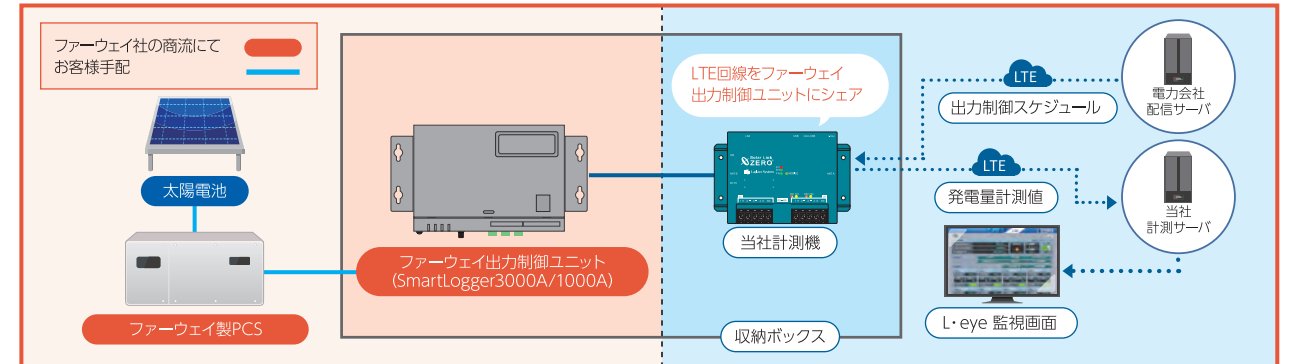 ファーウェイ社の商流にて
お客様手配
LTE回線をファーウェイ
出力制御ユニットにシェア
LTE
出力制御スケジュール
電力会社
配信サーバ
太陽電池
Solar Link
ZERO
LTE
発電量計測値
当社
計測サーバ
当社計測機
ファーウェイ出力制御ユニット
(SmartLogger3000A/1000A)
ファーウェイ製PCS
収納ボックス
L・eye 監視画面